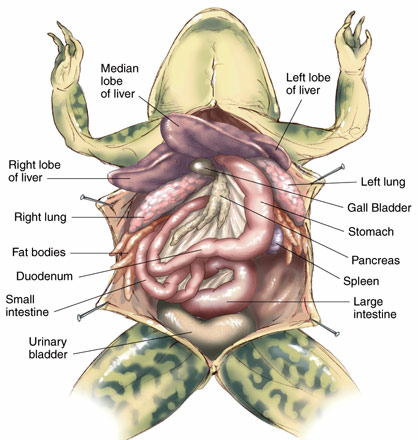 Median
lobe
of liver
Left lobe
of liver
Right lobe
of liver
Left lung
Right lung
Gall Bladder
Stomach
Fat bodies
Pancreas
Duodenum
Spleen
Small
intestine
Large
intestine
Urinary
bladder